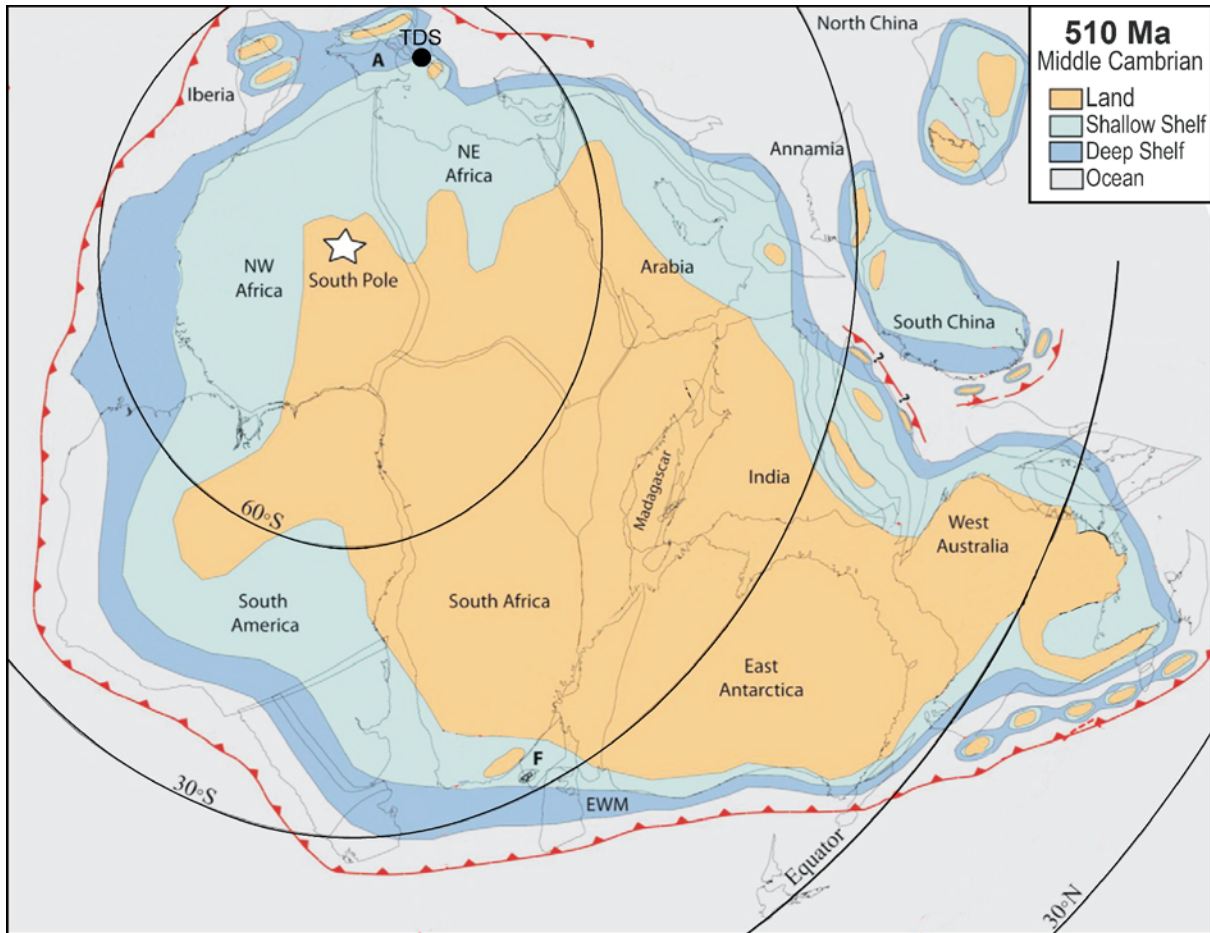 510 Ma
Middle Cambrian
Land
Shallow Shelf
Deep Shelf
Ocean
North China
TDS
A
Iberia
NE
Africa
Annamia
NW
Africa
South Pole
Arabia
South China
?
?
Madagascar
India
60°S
West
Australia
South
America
South Africa
East
Antarctica
F
30°S
EWM
Equator
30°N